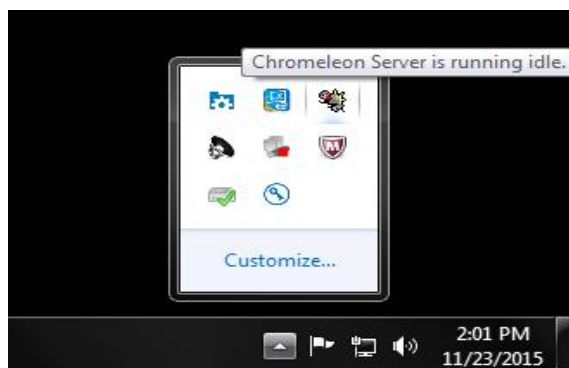 Chromeleon Server is running idle.
Customize...
2:01 PM
11/23/2015